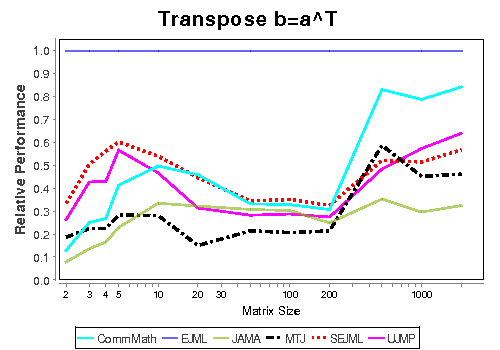 Transpose b=a^T
Relative Performance
1.0
0.9
0.8
0.7
0.6
0.5
0.4
0.3
0.2
0.1
0.0
2 3 4 5 10 20 30 100 200 1000
Matrix Size
CommMath EJML JAMA MTJ SEJML UJMP